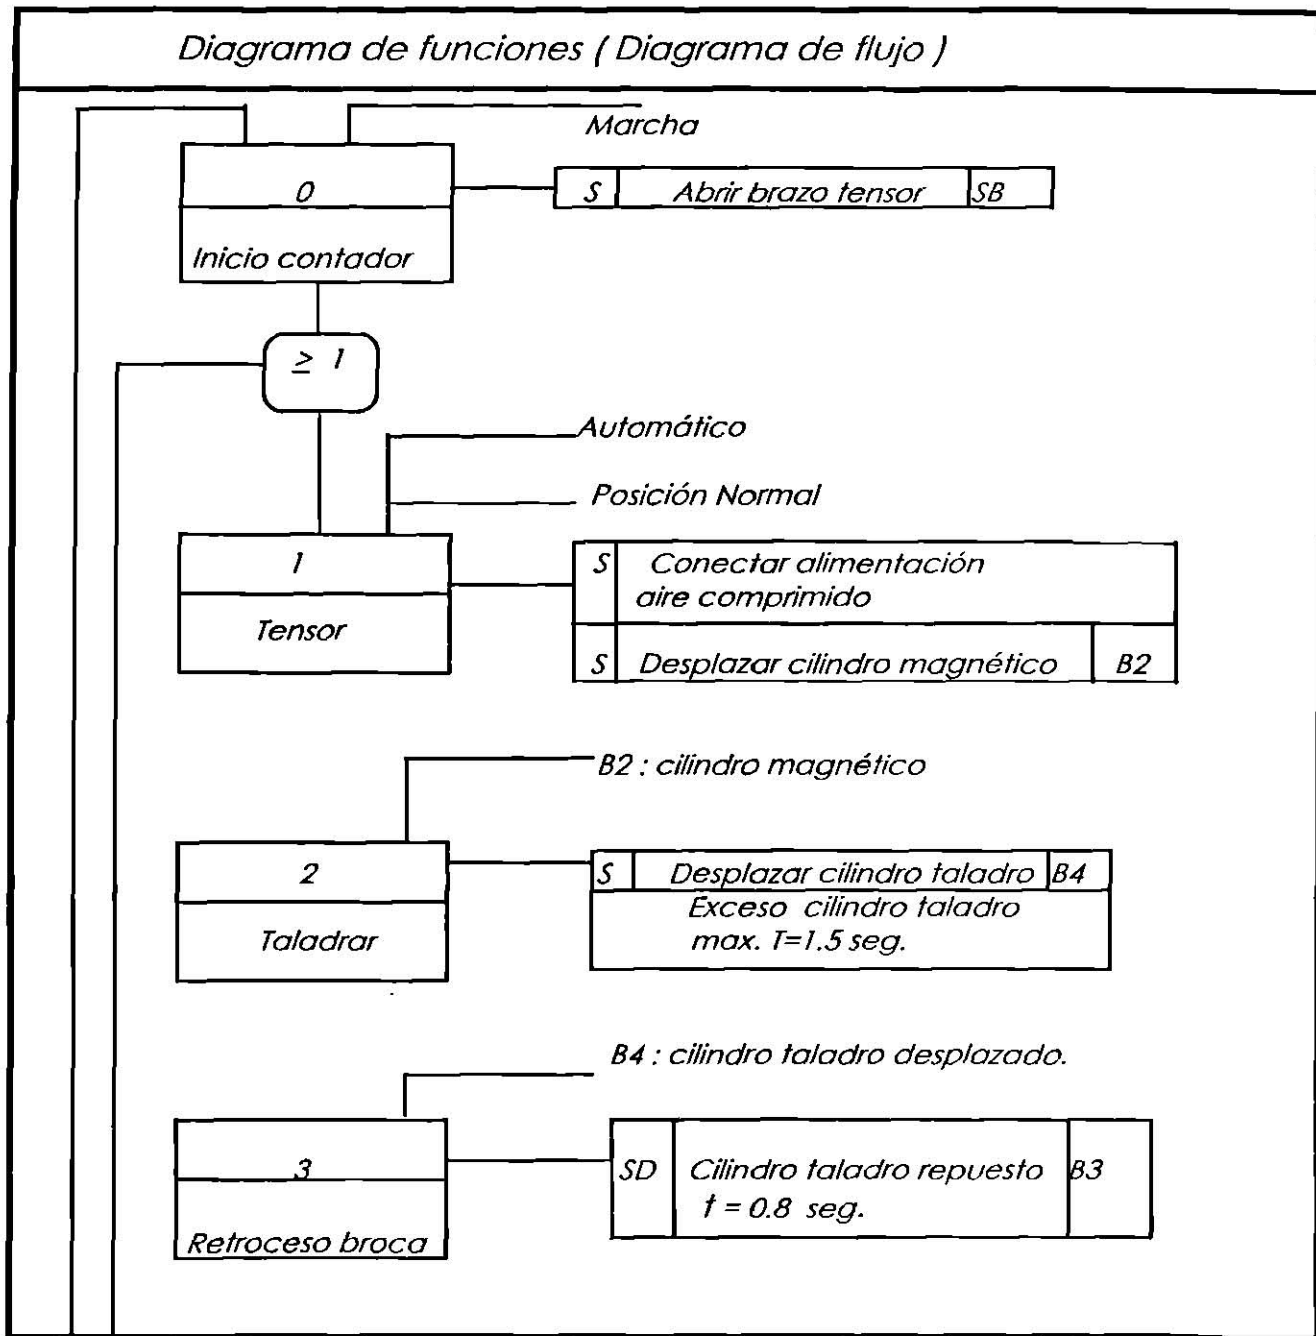 Diagrama de funciones ( Diagrama de flujo )
Marcha
0
S Abrir brazo tensor SB
Inicio contador
≥ 1
Automático
Posición Normal
1
S Conectar alimentación
aire comprimido
Tensor
S Desplazar cilindro magnético B2
B2 : cilindro magnético
2
S Desplazar cilindro taladro B4
Exceso cilindro taladro
max. T=1.5 seg.
Taladrar
B4 : cilindro taladro desplazado.
3
SD Cilindro taladro repuesto B3
t = 0.8 seg.
Retroceso broca